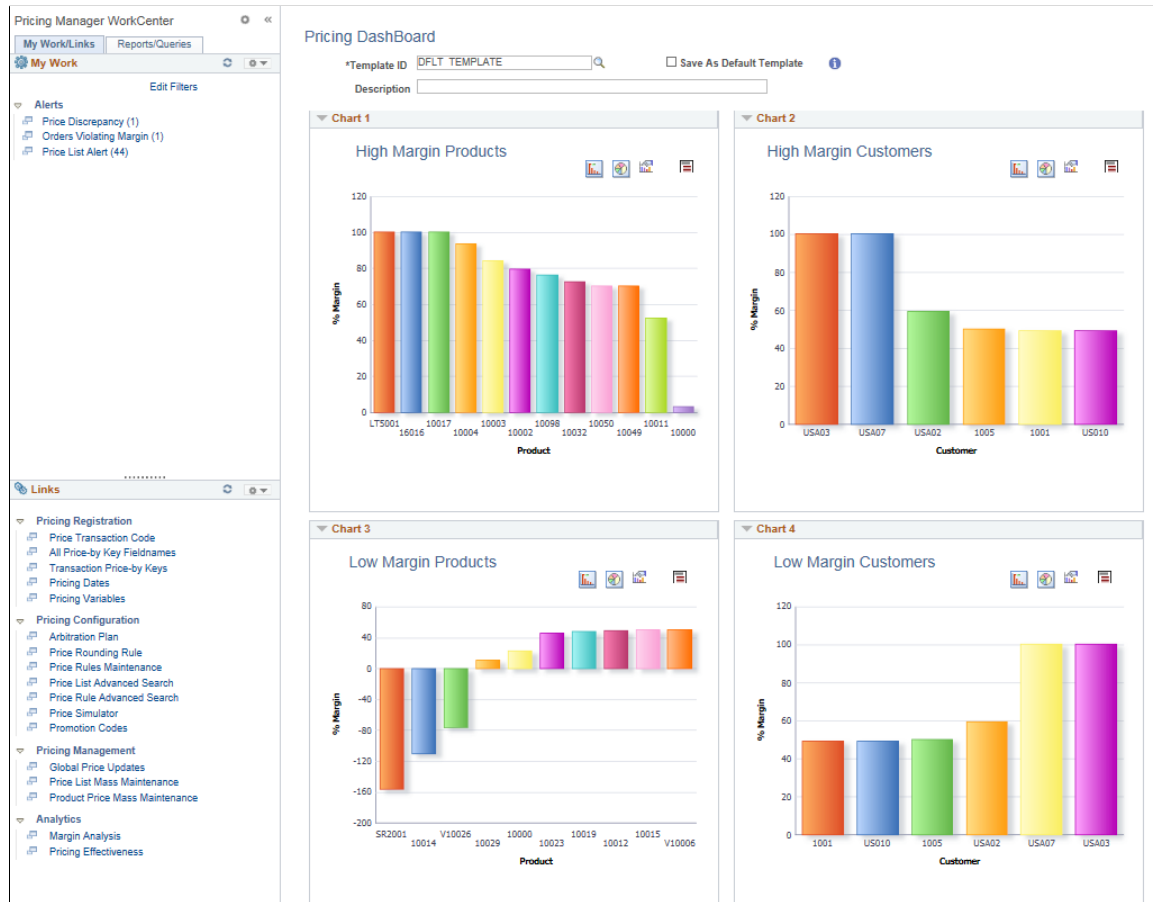 Pricing Manager WorkCenter
My Work/Links
Reports/Queries
My Work
Edit Filters
Alerts
Price Discrepancy (1)
Orders Violating Margin (1)
Price List Alert (44)
Links
Pricing Registration
Price Transaction Code
All Price-by Key Fieldnames
Transaction Price-by Keys
Pricing Dates
Pricing Variables
Pricing Configuration
Arbitration Plan
Price Rounding Rule
Price Rules Maintenance
Price List Advanced Search
Price Rule Advanced Search
Price Simulator
Promotion Codes
Pricing Management
Global Price Updates
Price List Mass Maintenance
Product Price Mass Maintenance
Analytics
Margin Analysis
Pricing Effectiveness
Pricing DashBoard
*Template ID DFLT_TEMPLATE Save As Default Template
Description
Chart 1
High Margin Products
120
100
80
60
40
20
0
% Margin
LT5001 10017 10003 10098 10050 10011
16016 10004 10002 10032 10049 10000
Product
Chart 2
High Margin Customers
120
100
80
60
40
20
0
% Margin
USA03 USA07 USA02 1005 1001 US010
Customer
Chart 3
Low Margin Products
80
40
0
-40
-80
-120
-160
-200
% Margin
SR2001 V10026 10000 10019 10015
10014 10029 10023 10012 V10006
Product
Chart 4
Low Margin Customers
120
100
80
60
40
20
0
% Margin
1001 US010 1005 USA02 USA07 USA03
Customer